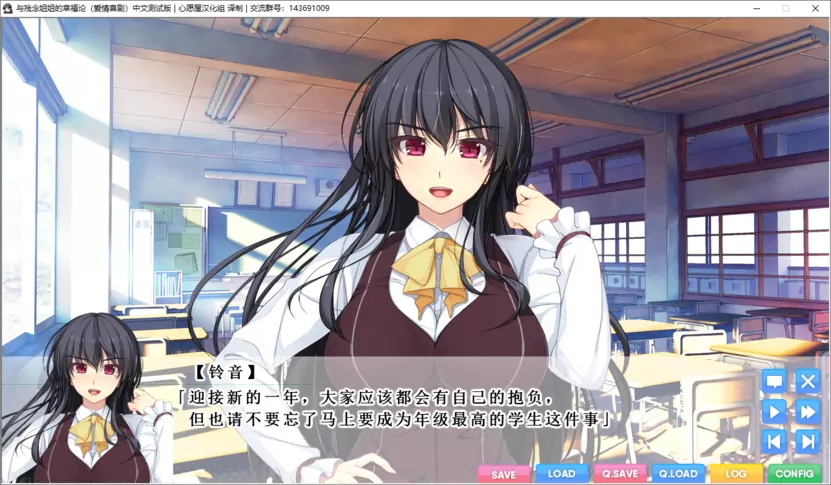 与残念姐姐的幸福论（爱情喜剧）中文测试版 | 心愿屋汉化组 译制 | 交流群号：143691009
【铃音】
「迎接新的一年，大家应该都会有自己的抱负，
但也请不要忘了马上要成为年级最高的学生这件事」
SAVE
LOAD
Q.SAVE
Q.LOAD
LOG
CONFIG